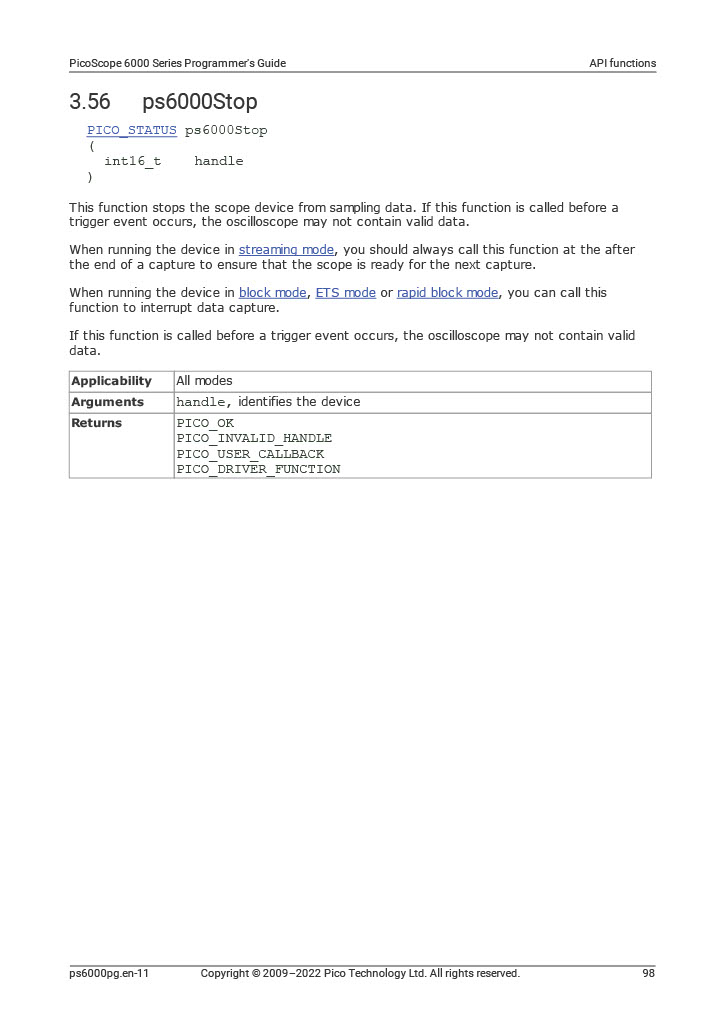 PicoScope 6000 Series Programmer's Guide API functions
3.56 ps6000Stop
PICO_STATUS ps6000Stop
(
int16_t handle
)
This function stops the scope device from sampling data. If this function is called before a
trigger event occurs, the oscilloscope may not contain valid data.
When running the device in streaming mode, you should always call this function at the after
the end of a capture to ensure that the scope is ready for the next capture.
When running the device in block mode, ETS mode or rapid block mode, you can call this
function to interrupt data capture.
If this function is called before a trigger event occurs, the oscilloscope may not contain valid
data.
Applicability All modes
Arguments handle, identifies the device
Returns PICO_OK
PICO_INVALID_HANDLE
PICO_USER_CALLBACK
PICO_DRIVER_FUNCTION
ps6000pg.en-11 Copyright © 2009–2022 Pico Technology Ltd. All rights reserved. 98